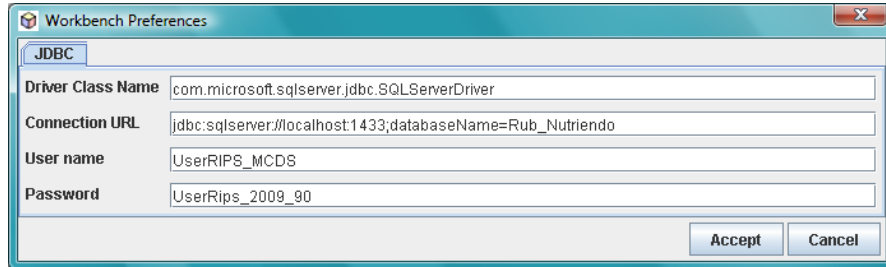 Workbench Preferences
JDBC
Driver Class Name com.microsoft.sqlserver.jdbc.SQLServerDriver
Connection URL jdbc:sqlserver://localhost:1433;databaseName=Rub_Nutriendo
User name UserRIPS_MCDS
Password UserRips_2009_90
Accept Cancel